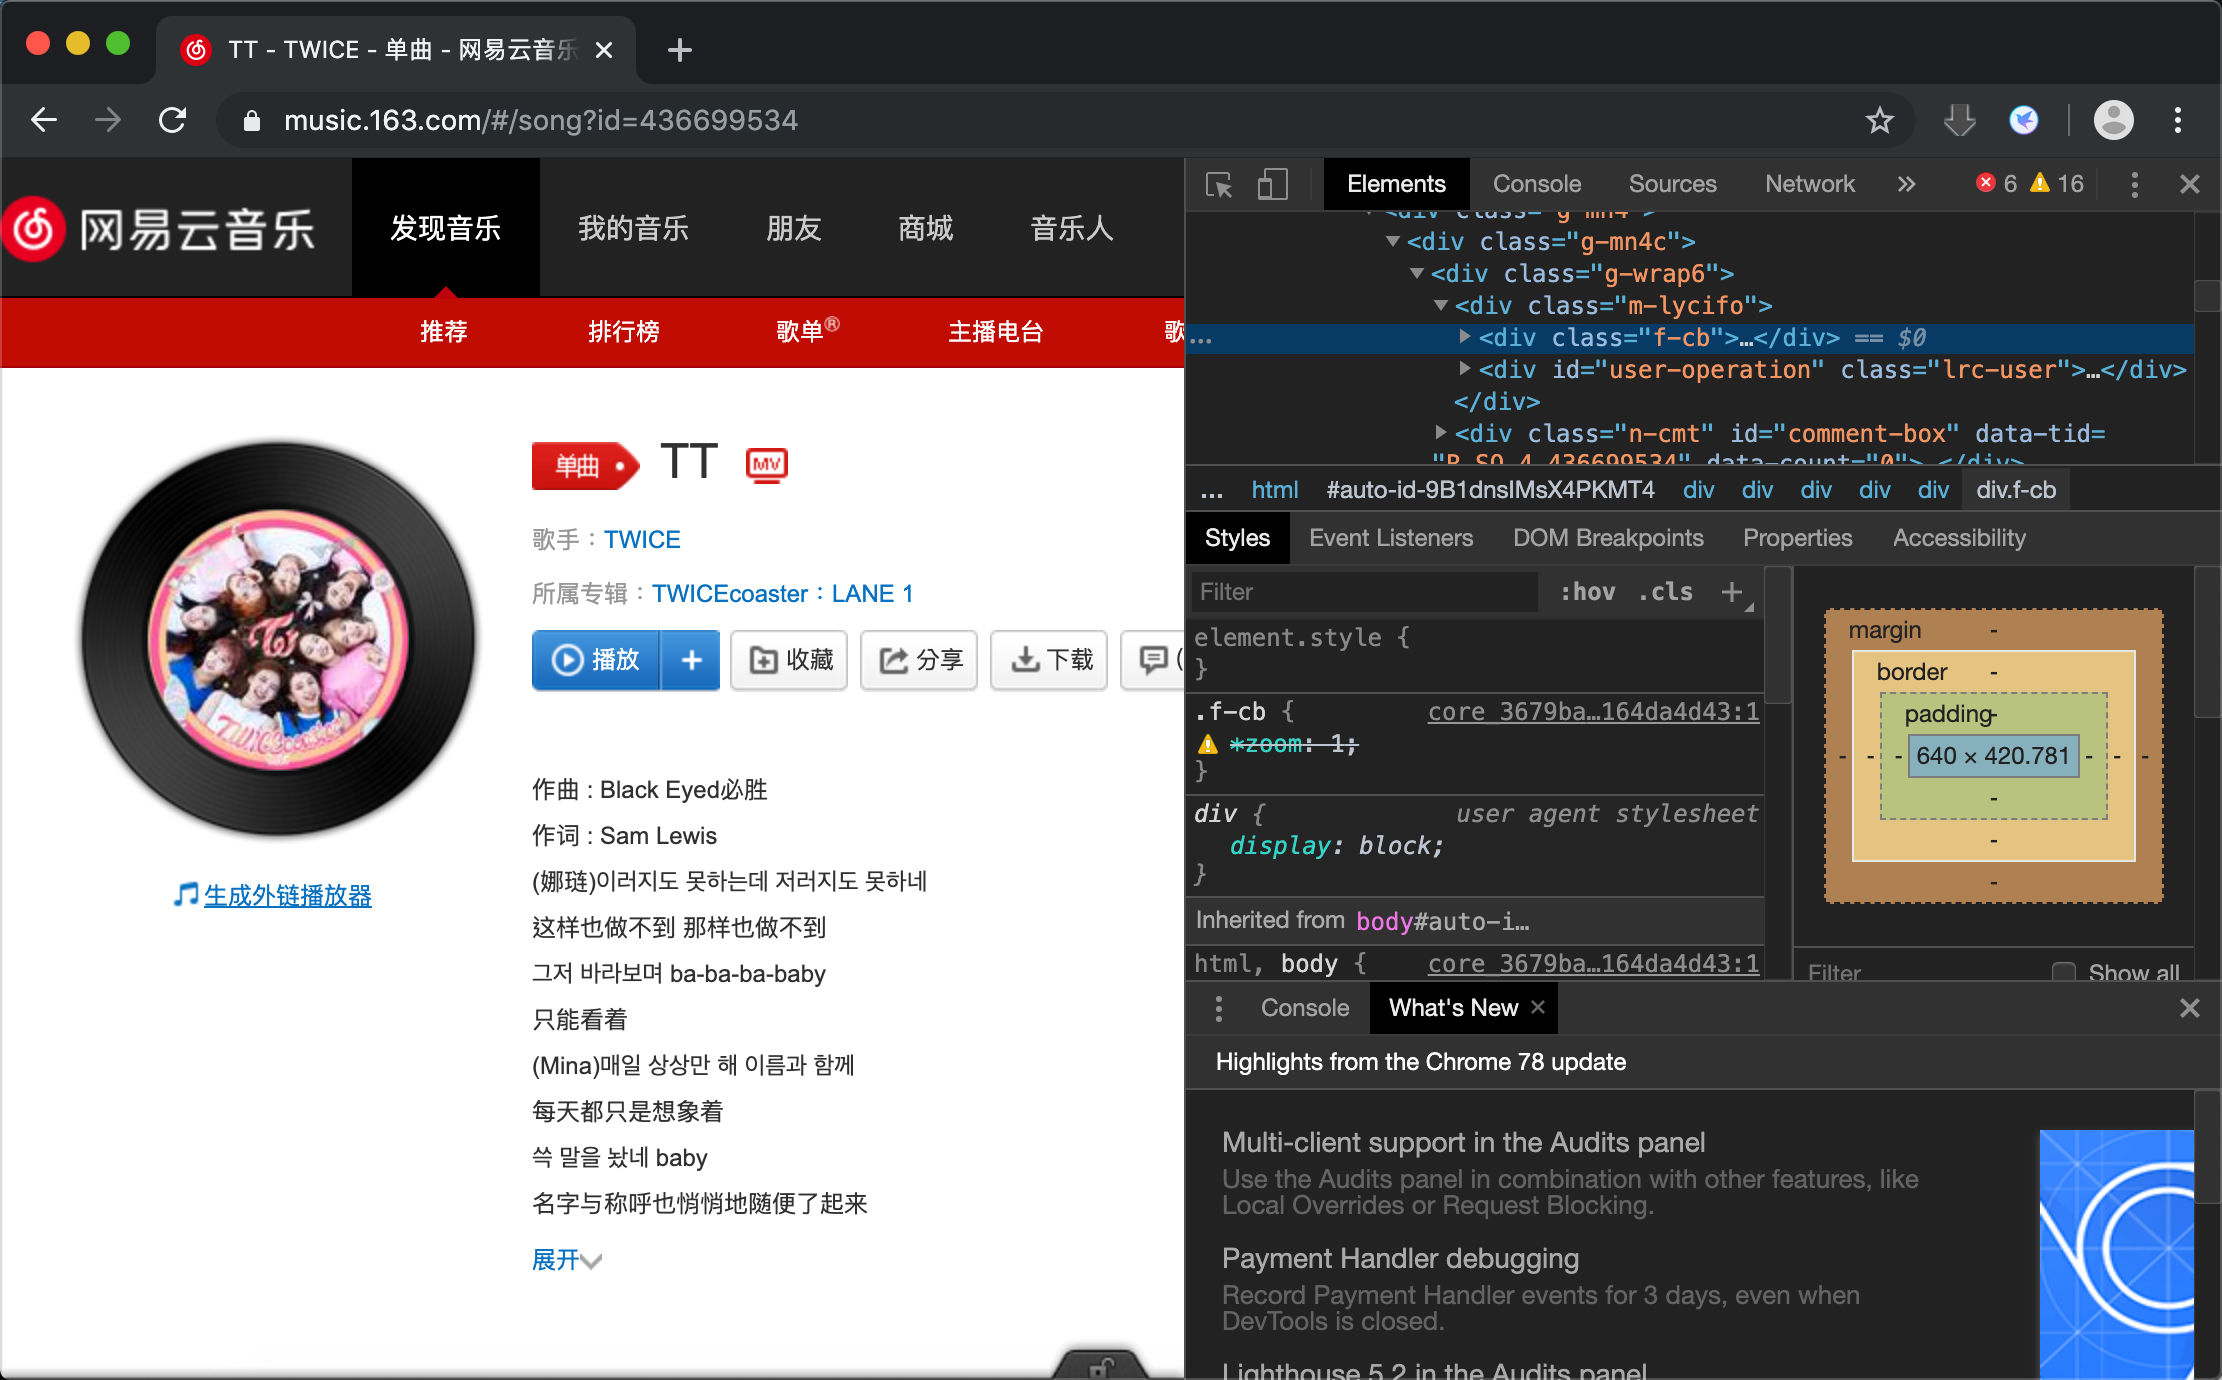 TT - TWICE - 单曲 - 网易云音乐
music.163.com/#/song?id=436699534
网易云音乐
发现音乐 我的音乐 朋友 商城 音乐人
推荐 排行榜 歌单® 主播电台 歌
单曲 TT MV
歌手：TWICE
所属专辑：TWICEcoaster：LANE 1
播放 + 收藏 分享 下载 (
作曲 : Black Eyed必胜
作词 : Sam Lewis
(娜琏)이러지도 못하는데 저러지도 못하네
这样也做不到 那样也做不到
그저 바라보며 ba-ba-ba-baby
只能看着
(Mina)매일 상상만 해 이름과 함께
每天都只是想象着
쓱 말을 놨네 baby
名字与称呼也悄悄地随便了起来
展开
TWICEcoaster
生成外链播放器
Elements Console Sources Network » 6 16
<div class="g-mn4">
<div class="g-mn4c">
<div class="g-wrap6">
<div class="m-lycifo">
<div class="f-cb">…</div> == $0
<div id="user-operation" class="lrc-user">…</div>
</div>
<div class="n-cmt" id="comment-box" data-tid=
"R_SO_4_436699534" data-count="0">…</div>
... html #auto-id-9B1dnsIMsX4PKMT4 div div div div div div.f-cb
Styles Event Listeners DOM Breakpoints Properties Accessibility
Filter :hov .cls +
element.style {
}
.f-cb { core_3679ba…164da4d43:1
*zoom: 1;
}
div { user agent stylesheet
display: block;
}
Inherited from body#auto-i…
html, body { core_3679ba…164da4d43:1
margin -
border -
padding -
- - - 640 × 420.781 - - -
-
-
-
Filter Show all
Console What's New
Highlights from the Chrome 78 update
Multi-client support in the Audits panel
Use the Audits panel in combination with other features, like
Local Overrides or Request Blocking.
Payment Handler debugging
Record Payment Handler events for 3 days, even when
DevTools is closed.
Lighthouse 5.2 in the Audits panel